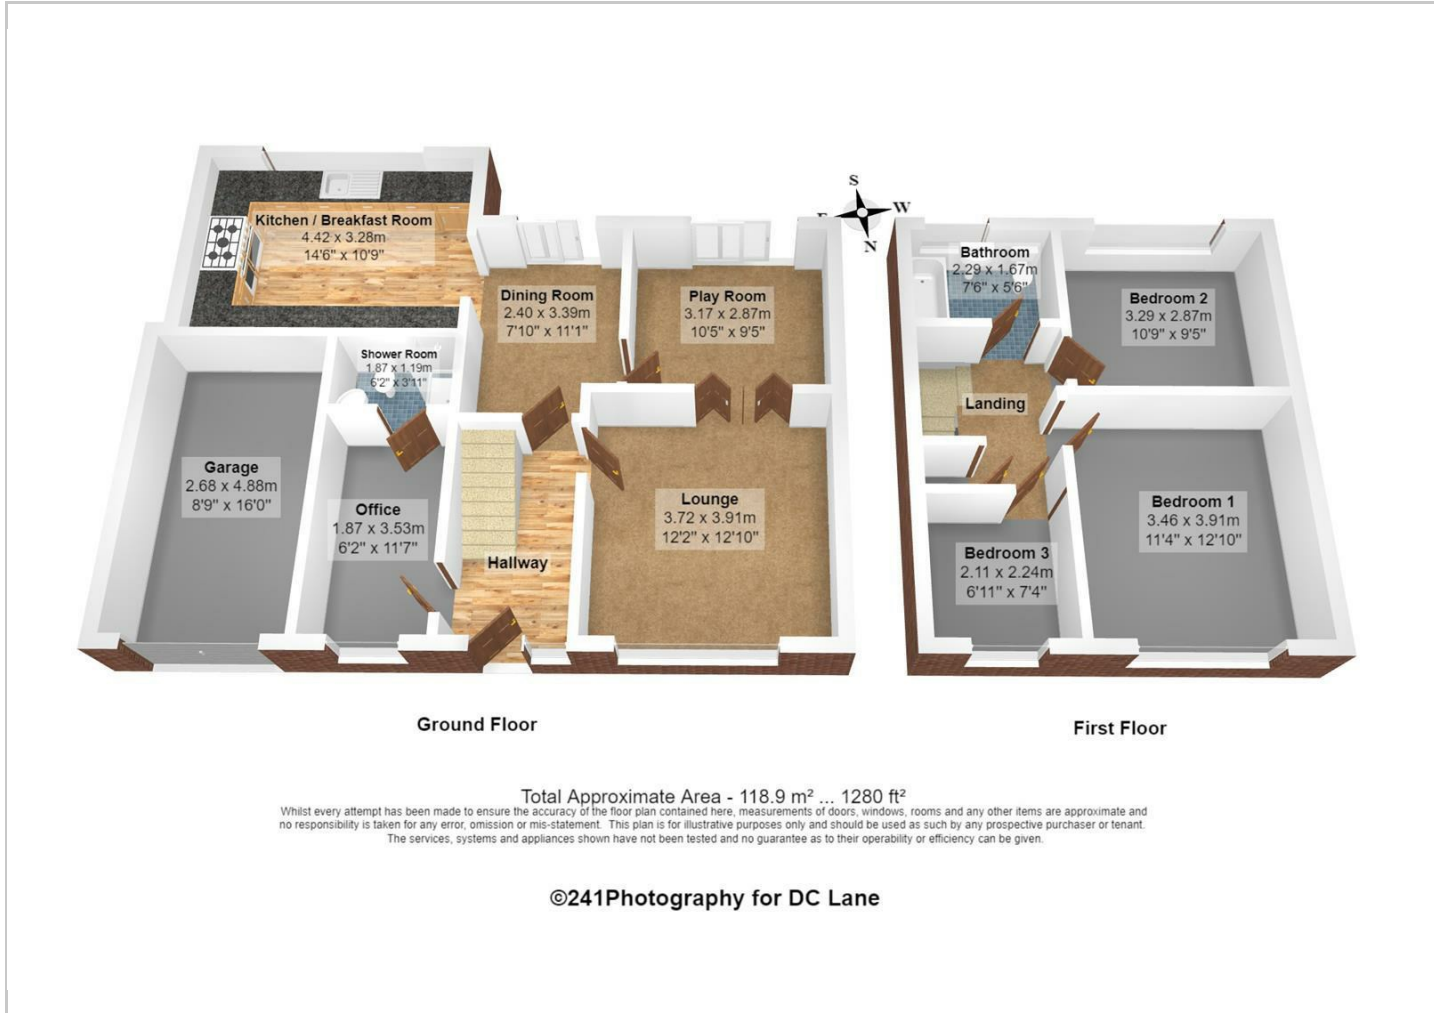 Kitchen / Breakfast Room
4.42 x 3.28m
14'6" x 10'9"
Dining Room
2.40 x 3.39m
7'10" x 11'1"
Play Room
3.17 x 2.87m
10'5" x 9'5"
Shower Room
1.87 x 1.19m
6'2" x 3'11"
Garage
2.68 x 4.88m
8'9" x 16'0"
Office
1.87 x 3.53m
6'2" x 11'7"
Hallway
Lounge
3.72 x 3.91m
12'2" x 12'10"
S
E
W
N
Bathroom
2.29 x 1.67m
7'6" x 5'6"
Bedroom 2
3.29 x 2.87m
10'9" x 9'5"
Landing
Bedroom 1
3.46 x 3.91m
11'4" x 12'10"
Bedroom 3
2.11 x 2.24m
6'11" x 7'4"
Ground Floor
First Floor
Total Approximate Area - 118.9 m² ... 1280 ft²
Whilst every attempt has been made to ensure the accuracy of the floor plan contained here, measurements of doors, windows, rooms and any other items are approximate and
no responsibility is taken for any error, omission or mis-statement. This plan is for illustrative purposes only and should be used as such by any prospective purchaser or tenant.
The services, systems and appliances shown have not been tested and no guarantee as to their operability or efficiency can be given.
©241Photography for DC Lane